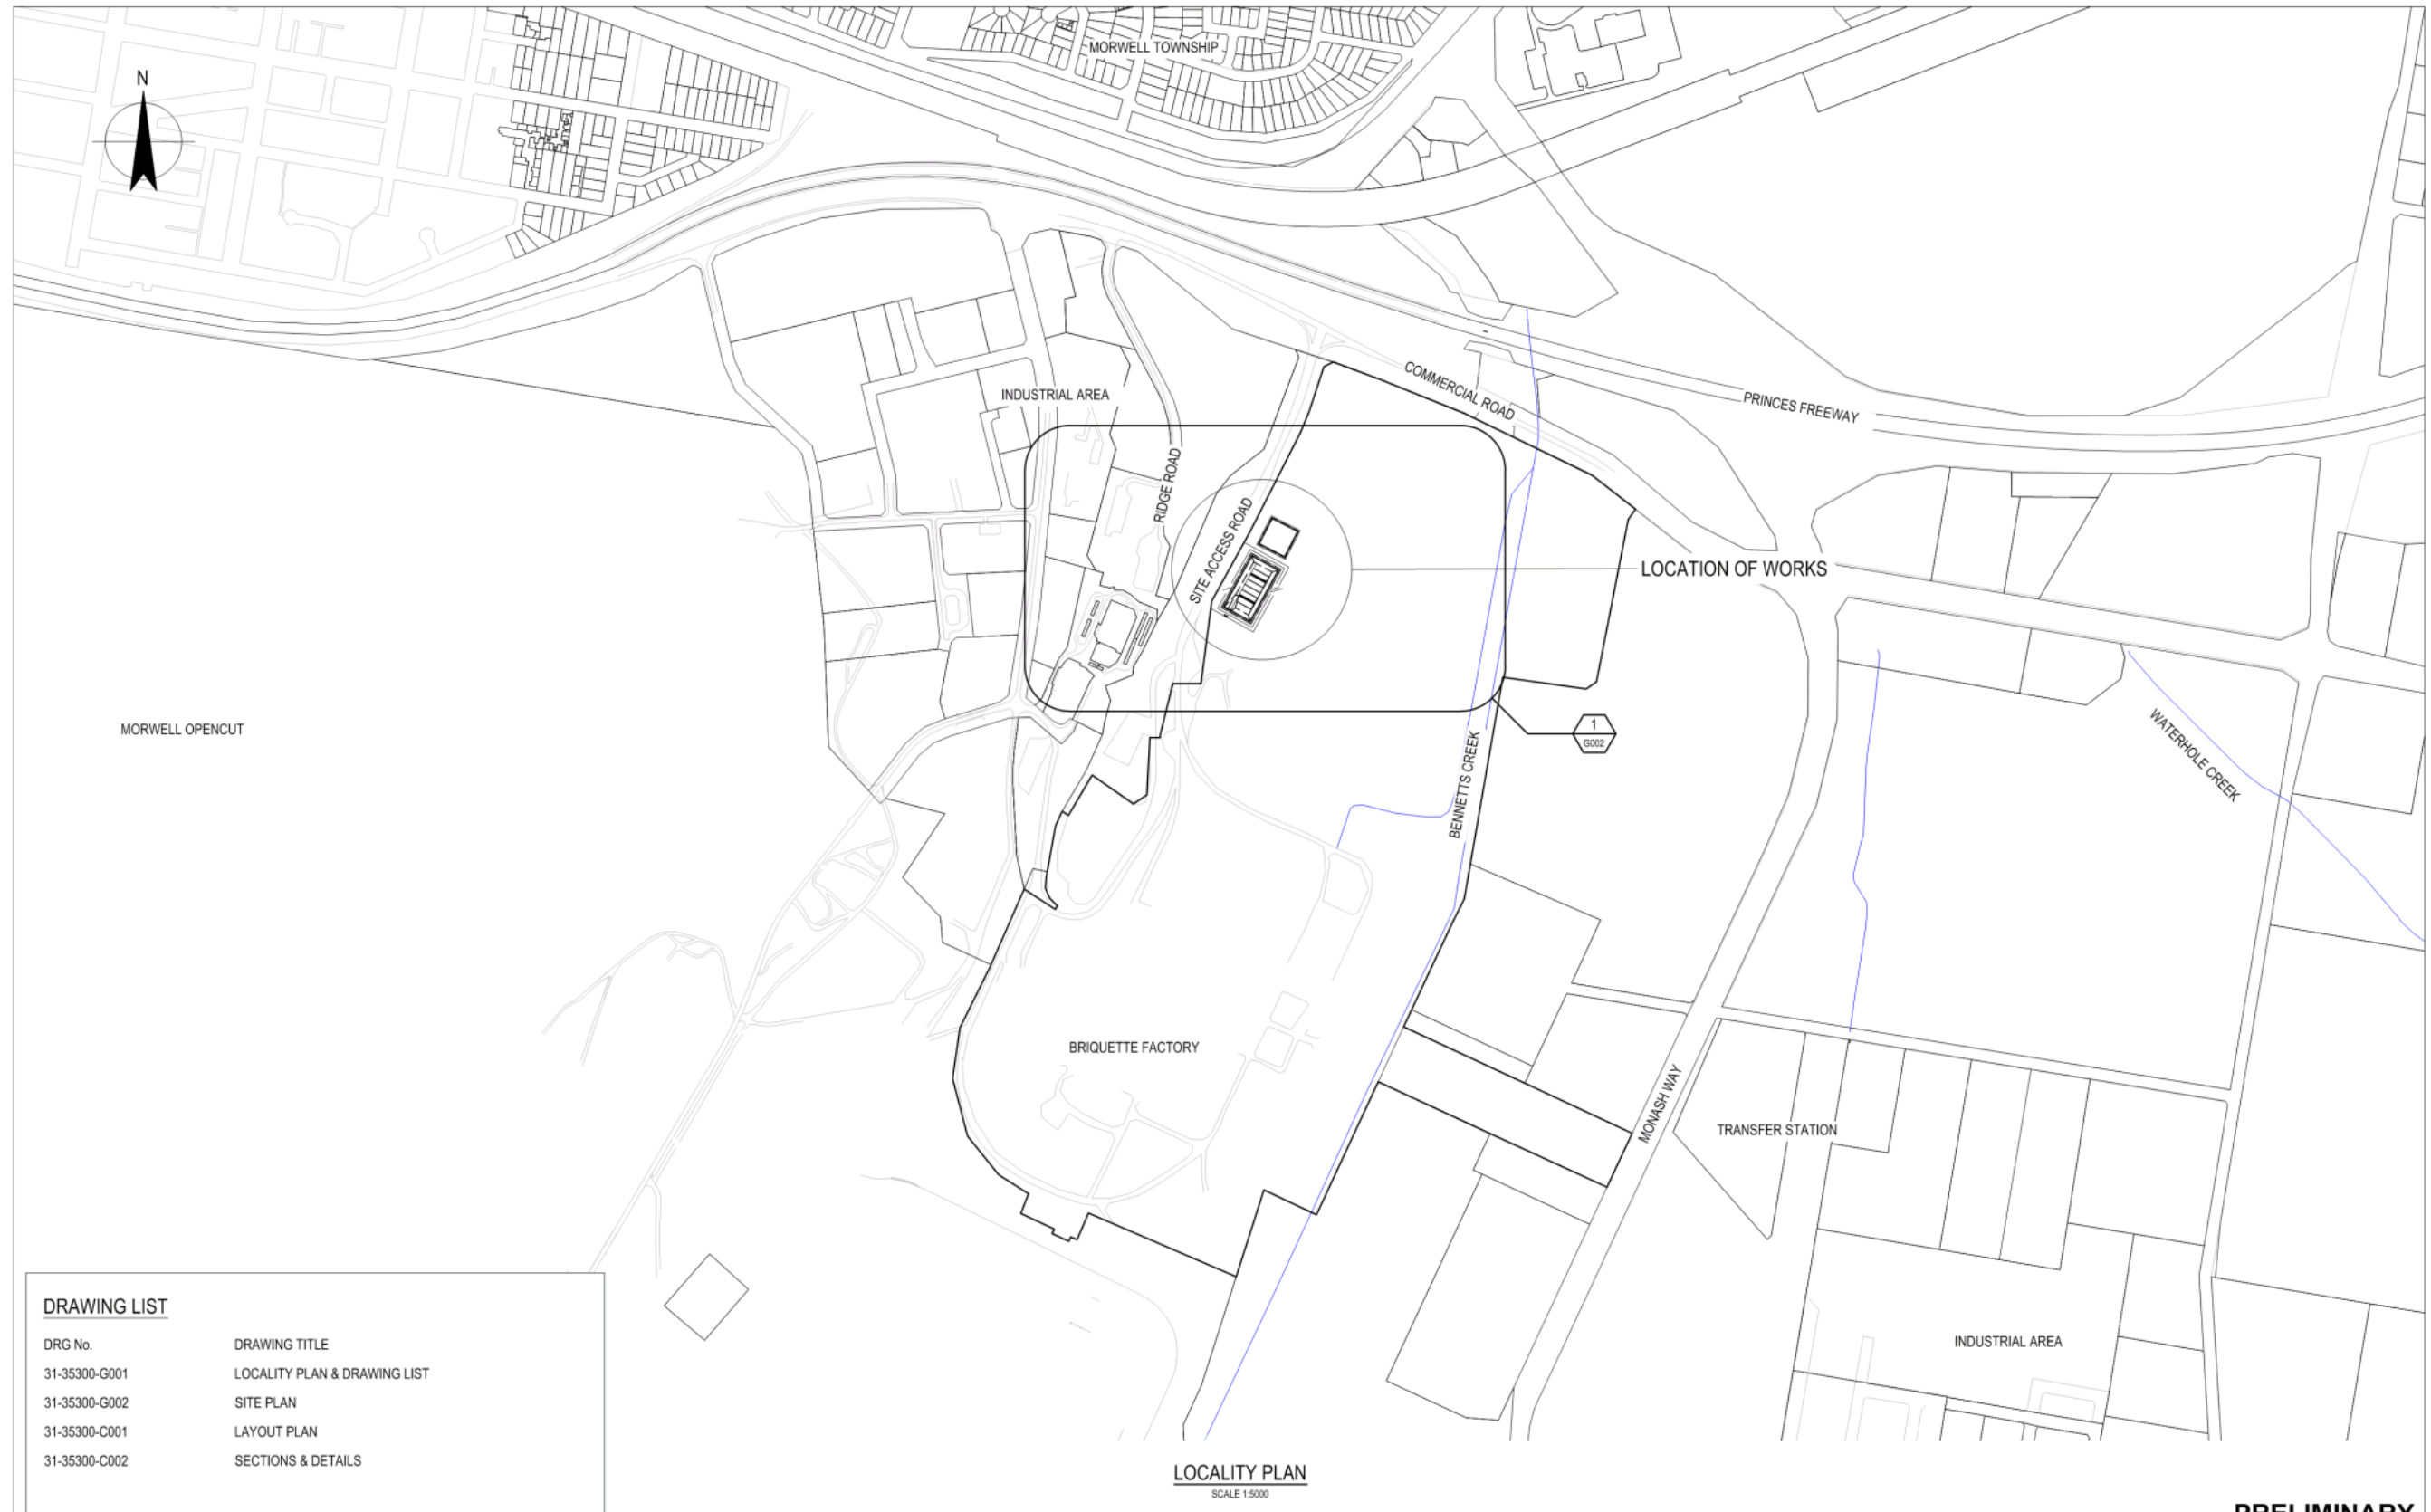 MORWELL TOWNSHIP
N
INDUSTRIAL AREA
COMMERCIAL ROAD
PRINCES FREEWAY
RIDGE ROAD
SITE ACCESS ROAD
LOCATION OF WORKS
MORWELL OPENCUT
1
G002
BENNETTS CREEK
WATERHOLE CREEK
BRIQUETTE FACTORY
MONASH WAY
TRANSFER STATION
INDUSTRIAL AREA
DRAWING LIST
DRG No. DRAWING TITLE
31-35300-G001 LOCALITY PLAN & DRAWING LIST
31-35300-G002 SITE PLAN
31-35300-C001 LAYOUT PLAN
31-35300-C002 SECTIONS & DETAILS
LOCALITY PLAN
SCALE 1:5000
PRELIMINARY